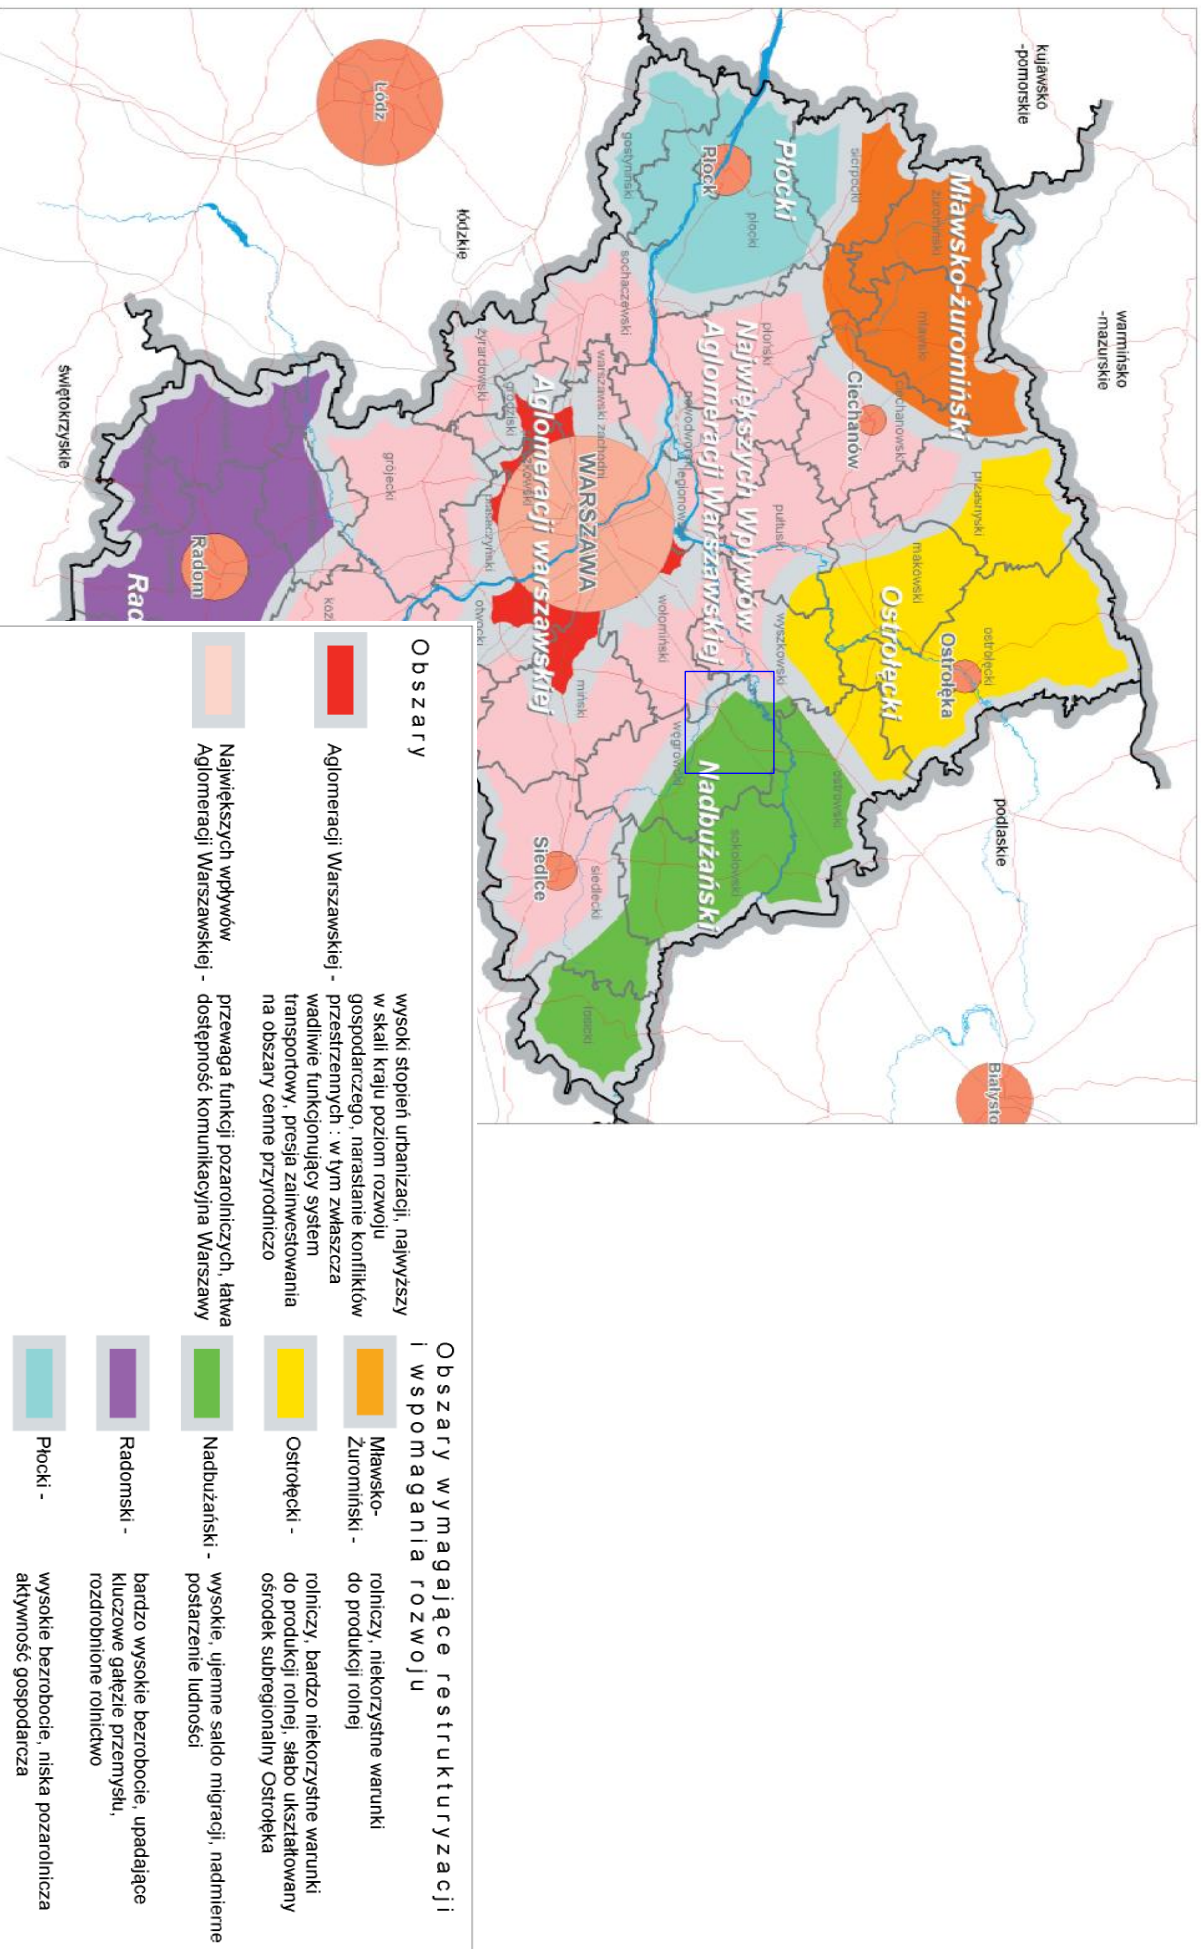 kujawsko
-pomorskie
warmińsko
-mazurskie
podlaskie
łódzkie
świętokrzyskie
Mławsko-żuromiński
żuromiński
mławski
sierpecki
Płocki
płocki
Płock
gostyniński
Łódz
Ciechanów
ciechanowski
płoński
przasnyski
makowski
ostrołęcki
Ostrołęka
Ostrołęcki
Białysto
Największych Wpływów
Aglomeracji Warszawskiej
pułtuski
wyszkowski
nowodworski
legionow
wołomiński
sochaczewski
warszawski zachodni
WARSZAWA
Aglomeracji warszawskiej
żyrardowski
grodziski
piaseczyński
otwocki
miński
węgrowski
ostrowski
sokołowski
Nadbużański
Siedlce
siedlecki
łosicki
grójecki
kozi
Radom
Rad
Obszary
Aglomeracji Warszawskiej -
wysoki stopień urbanizacji, najwyższy
w skali kraju poziom rozwoju
gospodarczego, narastanie konfliktów
przestrzennych : w tym zwłaszcza
wadliwie funkcjonujący system
transportowy, presja zainwestowania
na obszary cenne przyrodniczo
Największych wpływów
Aglomeracji Warszawskiej -
przewaga funkcji pozarolniczych, łatwa
dostępność komunikacyjna Warszawy
Obszary wymagające restrukturyzacji
i wspomagania rozwoju
Mławsko-
Żuromiński -
rolniczy, niekorzystne warunki
do produkcji rolnej
Ostrołęcki -
rolniczy, bardzo niekorzystne warunki
do produkcji rolnej, słabo ukształtowany
ośrodek subregionalny Ostrołęka
Nadbużański -
wysokie, ujemne saldo migracji, nadmierne
postarzenie ludności
Radomski -
bardzo wysokie bezrobocie, upadające
kluczowe gałęzie przemysłu,
rozdrobnione rolnictwo
Płocki -
wysokie bezrobocie, niska pozarolnicza
aktywność gospodarcza